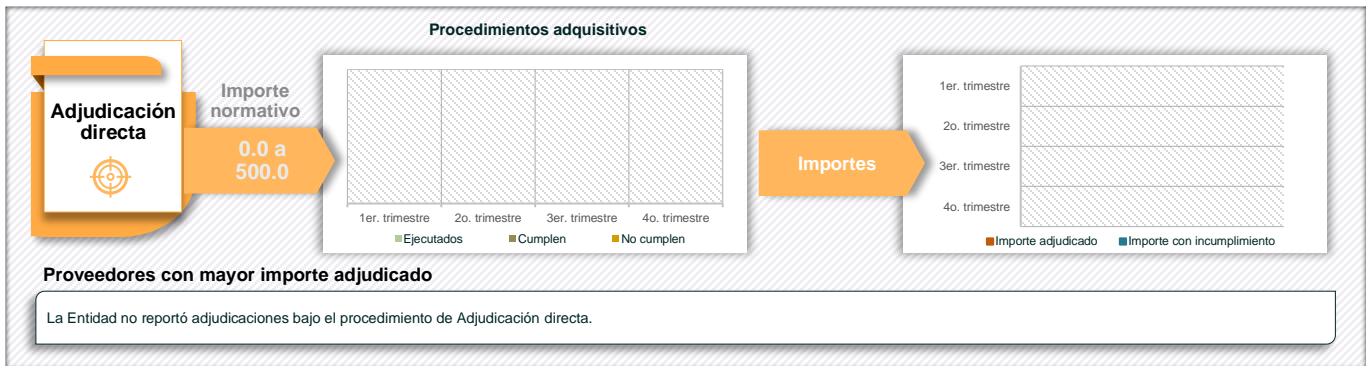 Procedimientos adquisitivos
Adjudicación
directa
Importe
normativo
0.0 a
500.0
1er. trimestre
2o. trimestre
3er. trimestre
4o. trimestre
Ejecutados
Cumplen
No cumplen
Importes
1er. trimestre
2o. trimestre
3er. trimestre
4o. trimestre
Importe adjudicado
Importe con incumplimiento
Proveedores con mayor importe adjudicado
La Entidad no reportó adjudicaciones bajo el procedimiento de Adjudicación directa.